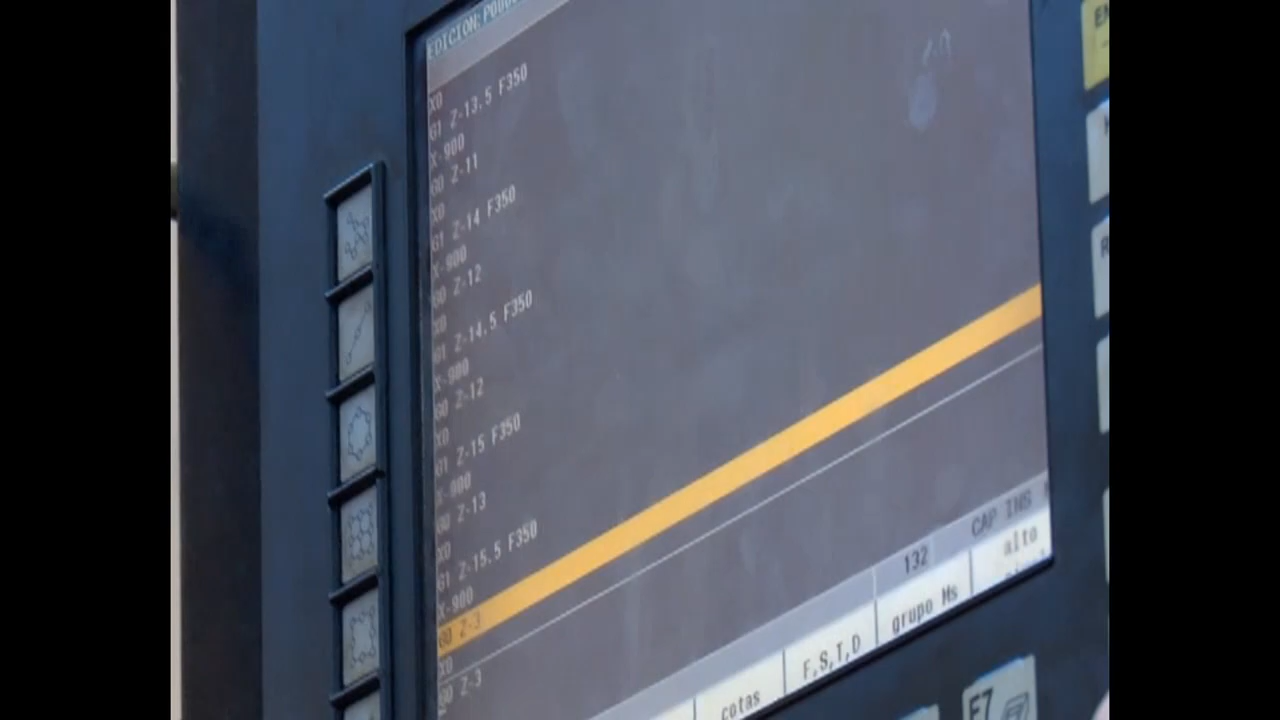 EDICION: P000
X0
G1 Z-13.5 F350
X-900
G0 Z-11
X0
G1 Z-14 F350
X-900
G0 Z-12
X0
G1 Z-14.5 F350
X-900
G0 Z-12
X0
G1 Z-15 F350
X-900
G0 Z-13
X0
G1 Z-15.5 F350
X-900
G0 Z-3
X0
G0 Z-3
132
CAP INS
cotas
F,S,T,D
grupo Ms
alto
F7